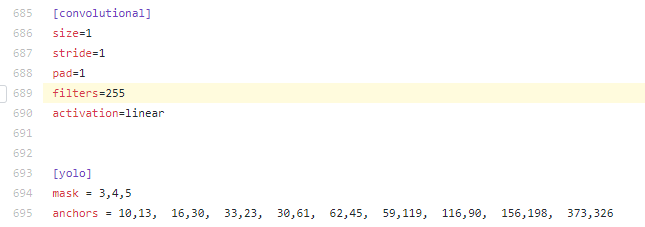 685 [convolutional]
686 size=1
687 stride=1
688 pad=1
689 filters=255
690 activation=linear
691
692
693 [yolo]
694 mask = 3,4,5
695 anchors = 10,13,  16,30,  33,23,  30,61,  62,45,  59,119,  116,90,  156,198,  373,326